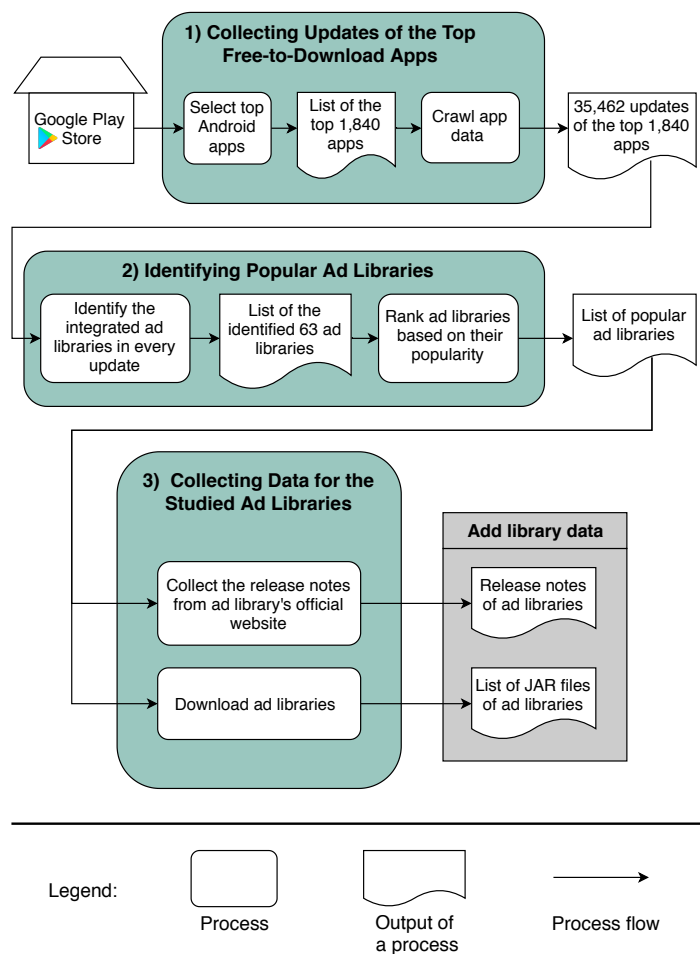 1) Collecting Updates of the Top
Free-to-Download Apps
Google Play
Store
Select top
Android
apps
List of the
top 1,840
apps
Crawl app
data
35,462 updates
of the top 1,840
apps
2) Identifying Popular Ad Libraries
Identify the
integrated ad
libraries in every
update
List of the
identified 63 ad
libraries
Rank ad libraries
based on their
popularity
List of popular
ad libraries
3) Collecting Data for the
Studied Ad Libraries
Add library data
Collect the release notes
from ad library's official
website
Release notes
of ad libraries
Download ad libraries
List of JAR files
of ad libraries
Legend:
Process
Output of
a process
Process flow